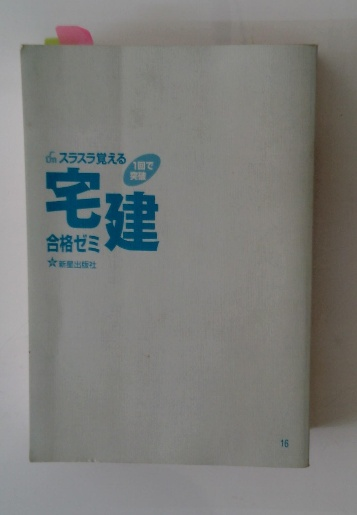 スラスラ覚える
1回で
突破
宅建
合格ゼミ
新星出版社
16